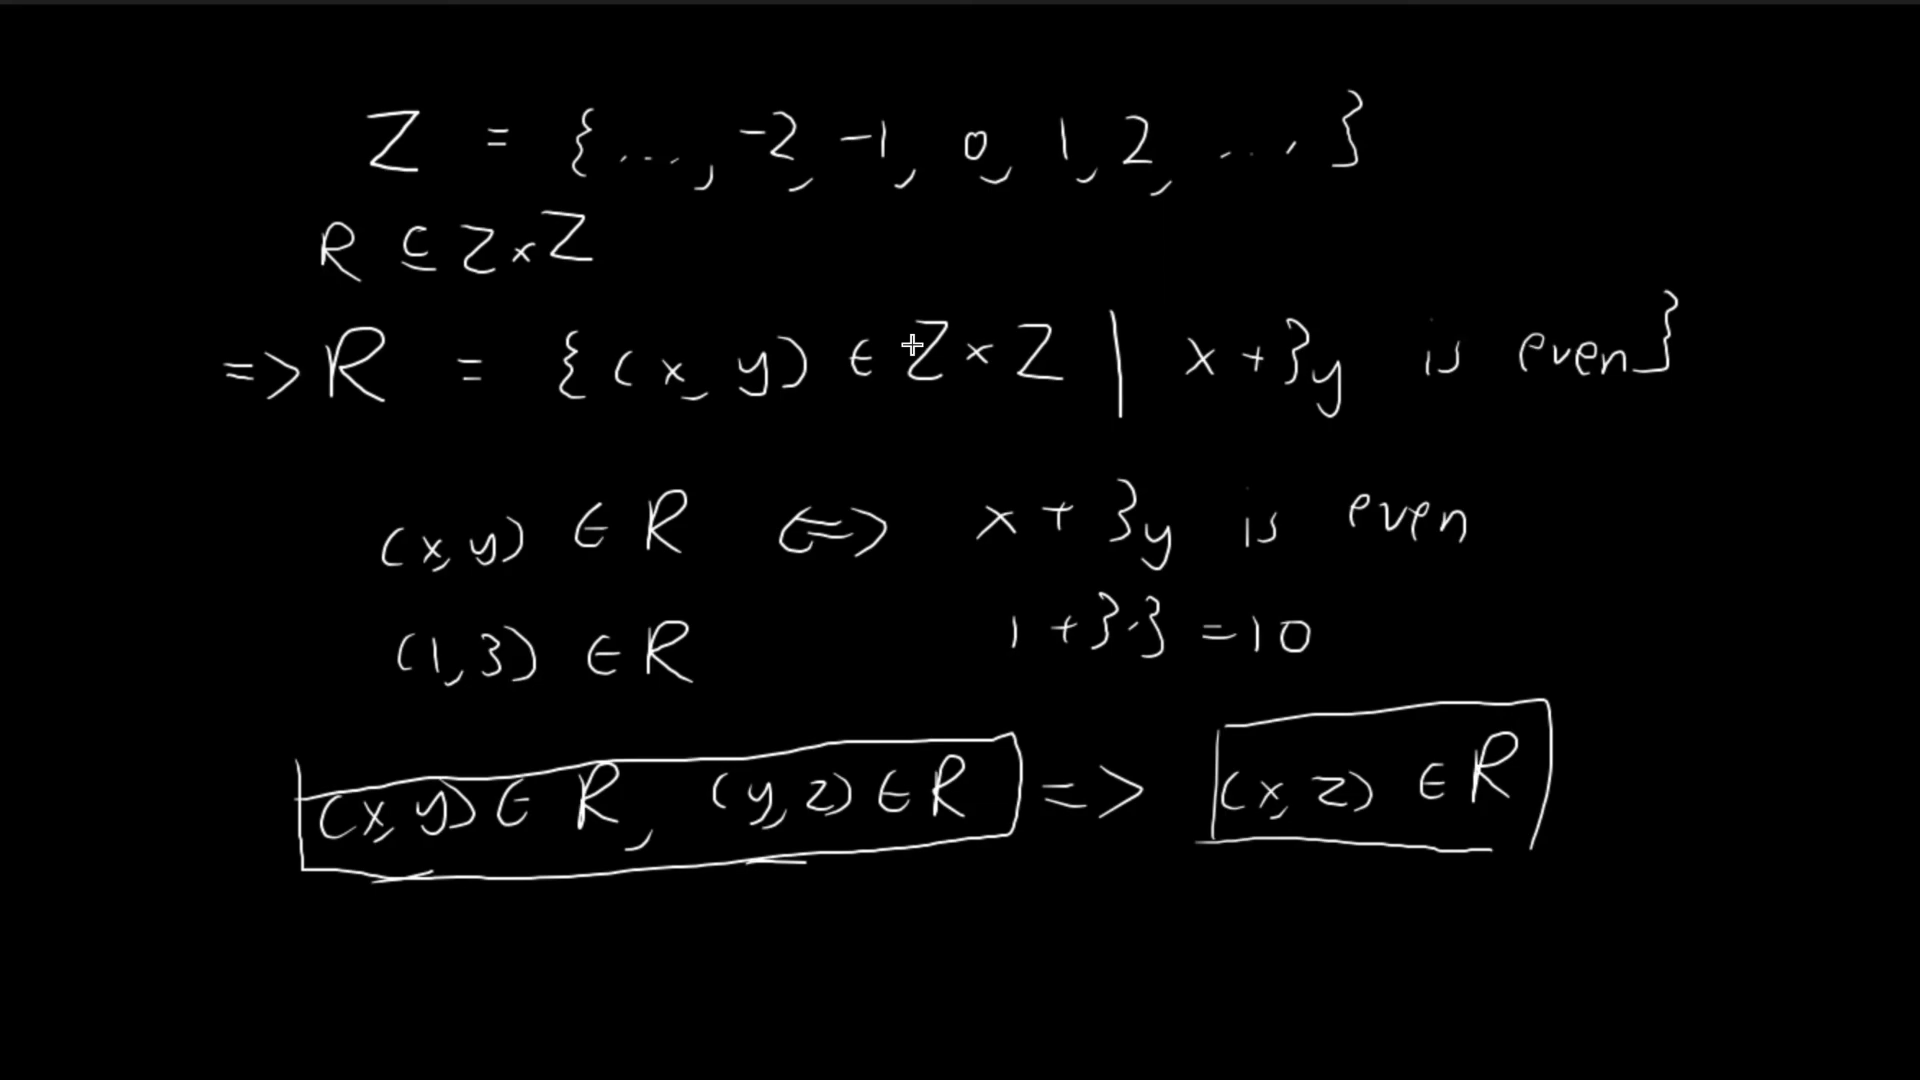 Z = {..., -2, -1, 0, 1, 2, ...}
R ⊆ Z × Z
=> R = {(x, y) ∈ Z × Z | x + 3y is even}
(x, y) ∈ R <=> x + 3y is even
(1, 3) ∈ R 1 + 3·3 = 10
(x, y) ∈ R, (y, z) ∈ R => (x, z) ∈ R